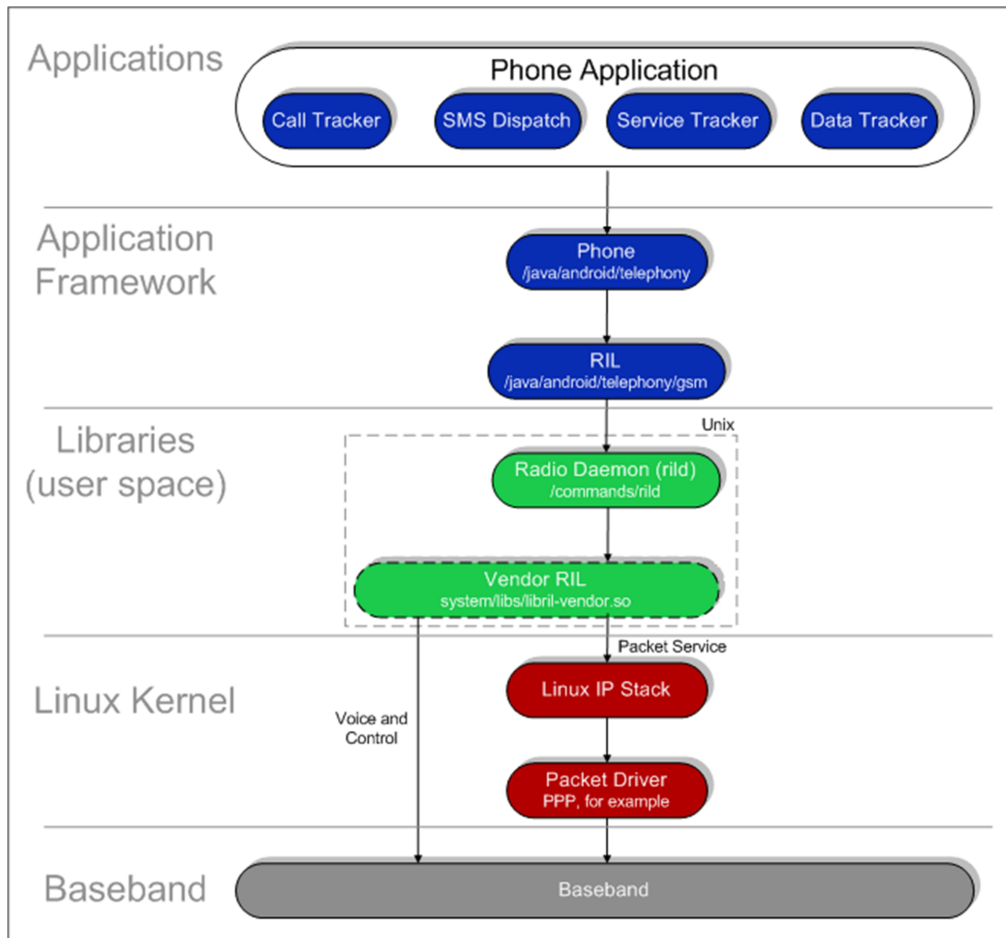 Applications
Phone Application
Call Tracker
SMS Dispatch
Service Tracker
Data Tracker
Application
Framework
Phone
/java/android/telephony
RIL
/java/android/telephony/gsm
Libraries
(user space)
Unix
Radio Daemon (rild)
/commands/rild
Vendor RIL
system/libs/libril-vendor.so
Packet Service
Linux Kernel
Linux IP Stack
Voice and
Control
Packet Driver
PPP, for example
Baseband
Baseband